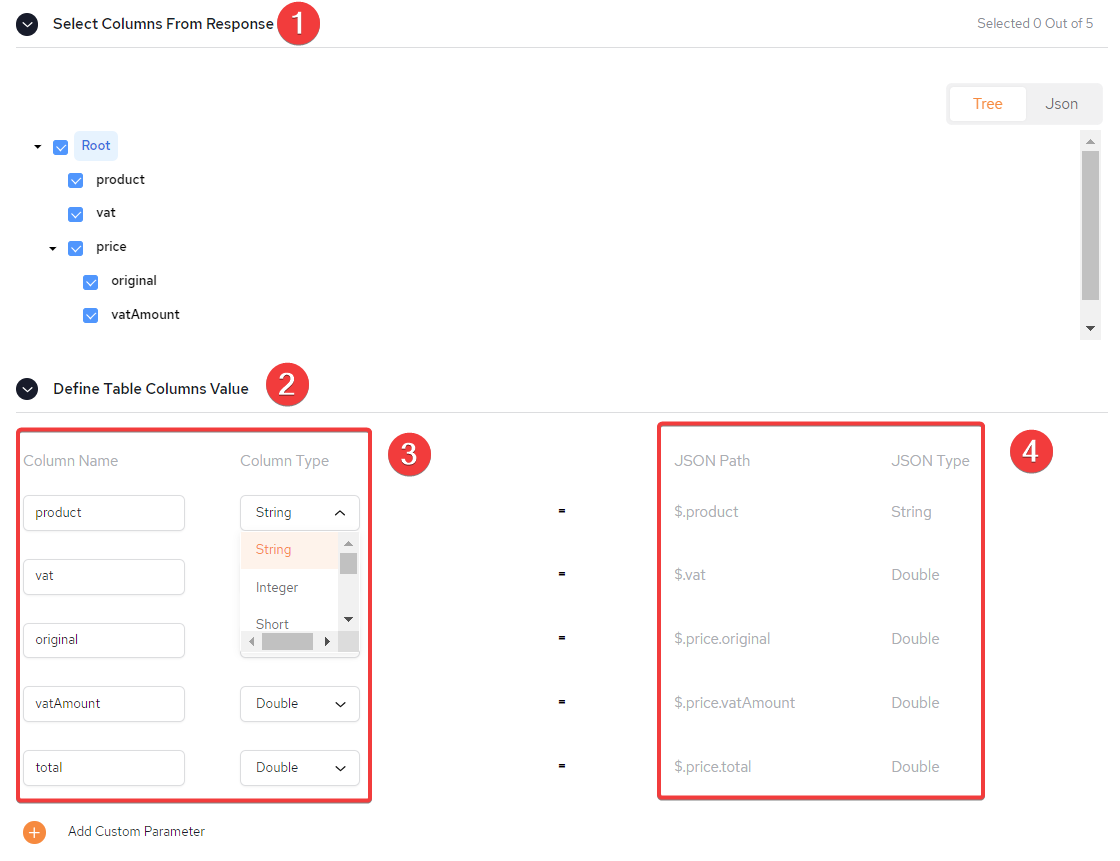 Select Columns From Response 1 Selected 0 Out of 5
Tree Json
Root
product
vat
price
original
vatAmount
Define Table Columns Value 2
Column Name Column Type 3 JSON Path JSON Type 4
product String = $.product String
String
vat = $.vat Double
Integer
Short
original = $.price.original Double
vatAmount Double = $.price.vatAmount Double
total Double = $.price.total Double
+ Add Custom Parameter